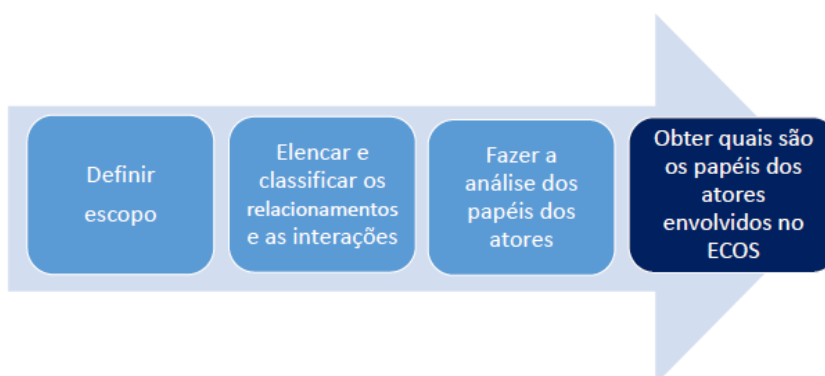 Definir
escopo
Elencar e
classificar os
relacionamentos
e as interações
Fazer a
análise dos
papéis dos
atores
Obter quais são
os papéis dos
atores
envolvidos no
ECOS